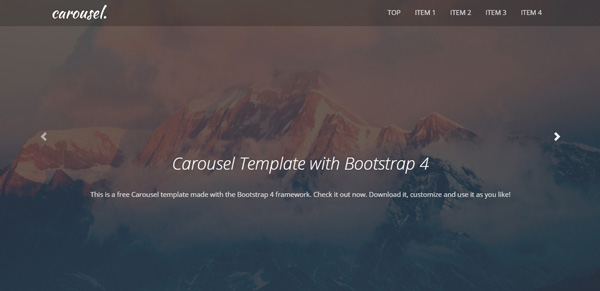 carousel.
TOP ITEM 1 ITEM 2 ITEM 3 ITEM 4
Carousel Template with Bootstrap 4
This is a free Carousel template made with the Bootstrap 4 framework. Check it out now. Download it, customize and use it as you like!